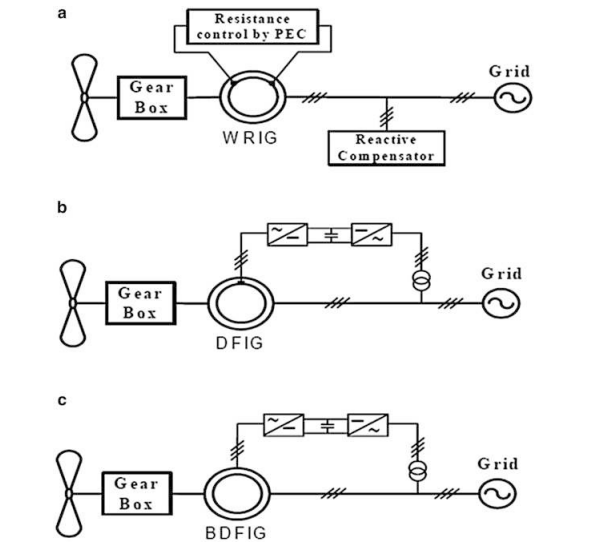 a
Resistance
control by PEC
Gear
Box
Grid
WRIG
Reactive
Compensator
b
Gear
Box
Grid
DFIG
c
Gear
Box
Grid
BDFIG